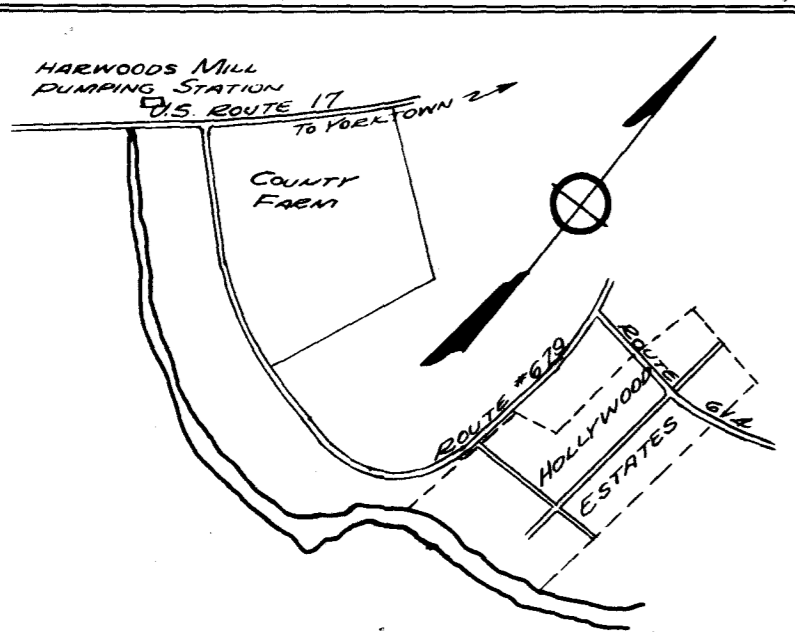 HARWOODS MILL
PUMPING STATION
U.S. ROUTE 17
TO YORKTOWN
COUNTY
FARM
ROUTE #679
ROUTE
HOLLYWOOD
ESTATES